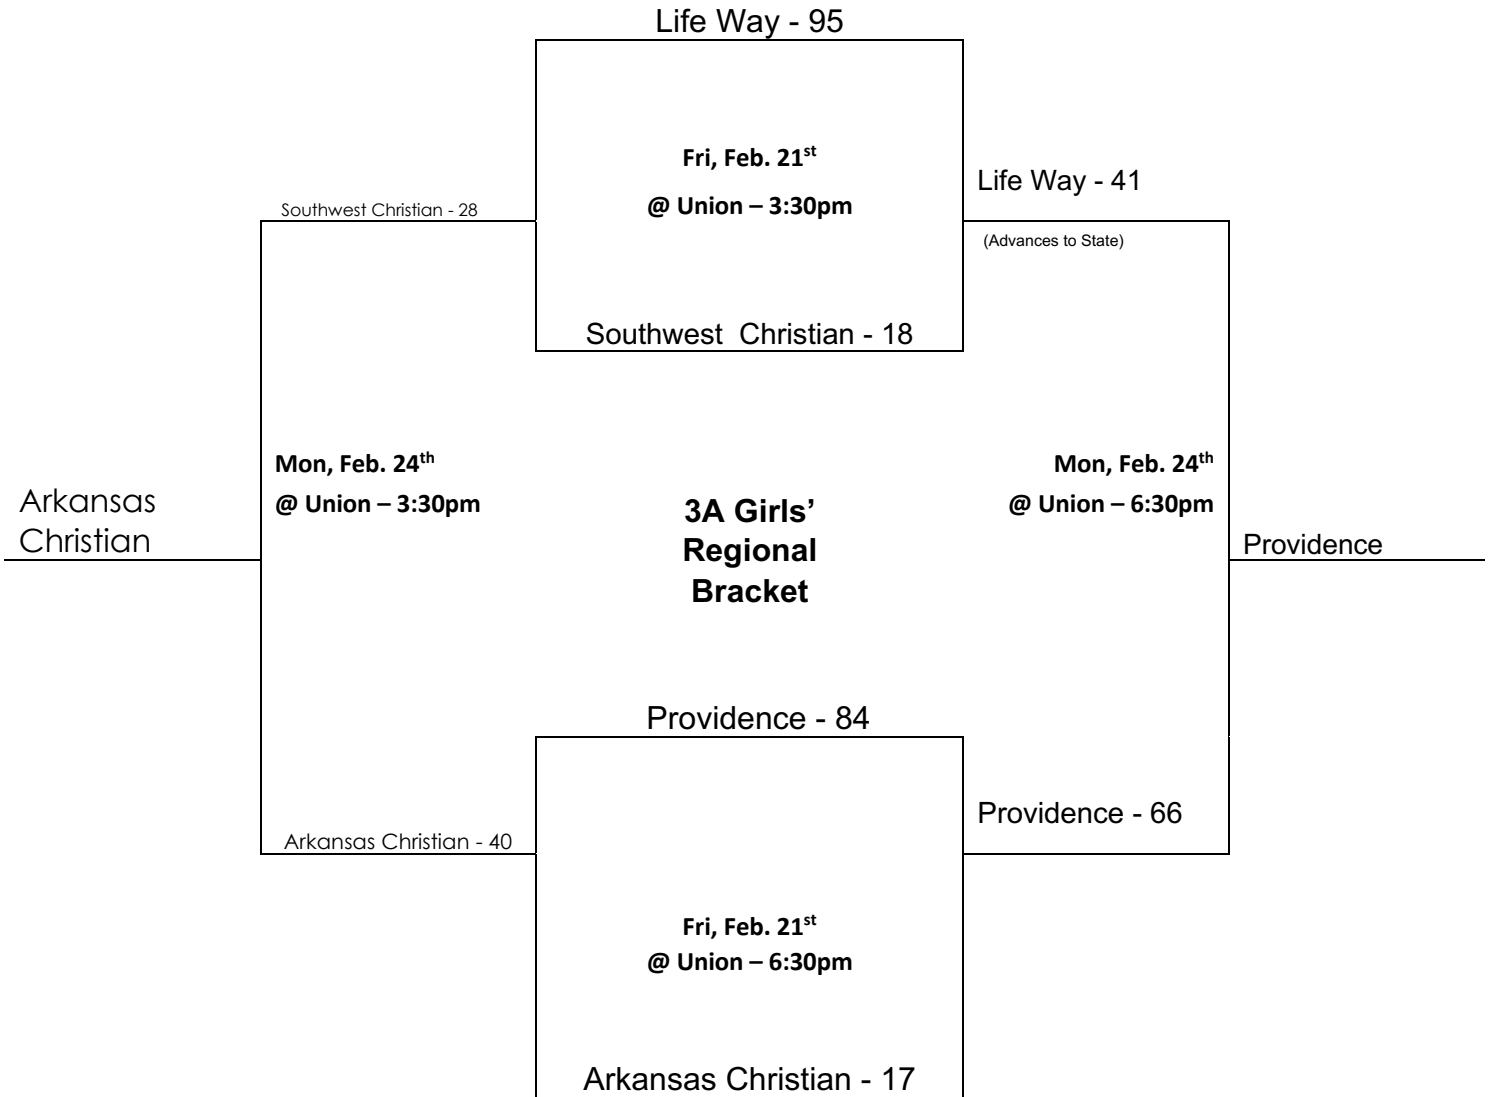 Life Way - 95
Fri, Feb. 21st
@ Union – 3:30pm
Life Way - 41
Southwest Christian - 28
(Advances to State)
Southwest  Christian - 18
Mon, Feb. 24th
@ Union – 3:30pm
Mon, Feb. 24th
@ Union – 6:30pm
Arkansas
Christian
3A Girls’
Regional
Bracket
Providence
Providence - 84
Providence - 66
Arkansas Christian - 40
Fri, Feb. 21st
@ Union – 6:30pm
Arkansas Christian - 17